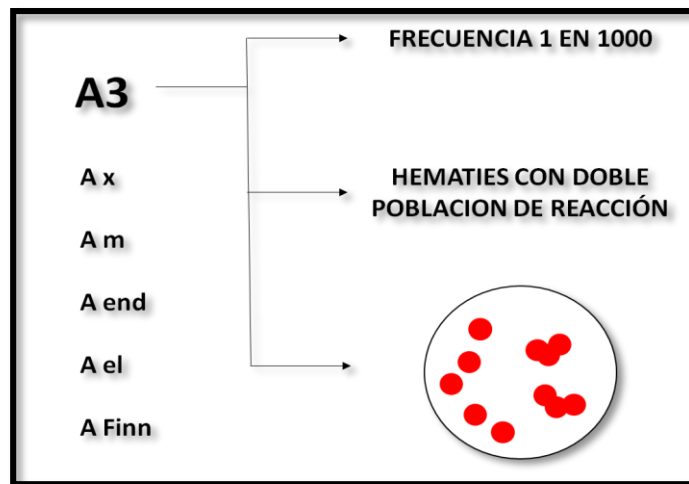 FRECUENCIA 1 EN 1000
A3
A x
HEMATIES CON DOBLE
POBLACION DE REACCIÓN
A m
A end
A el
A Finn